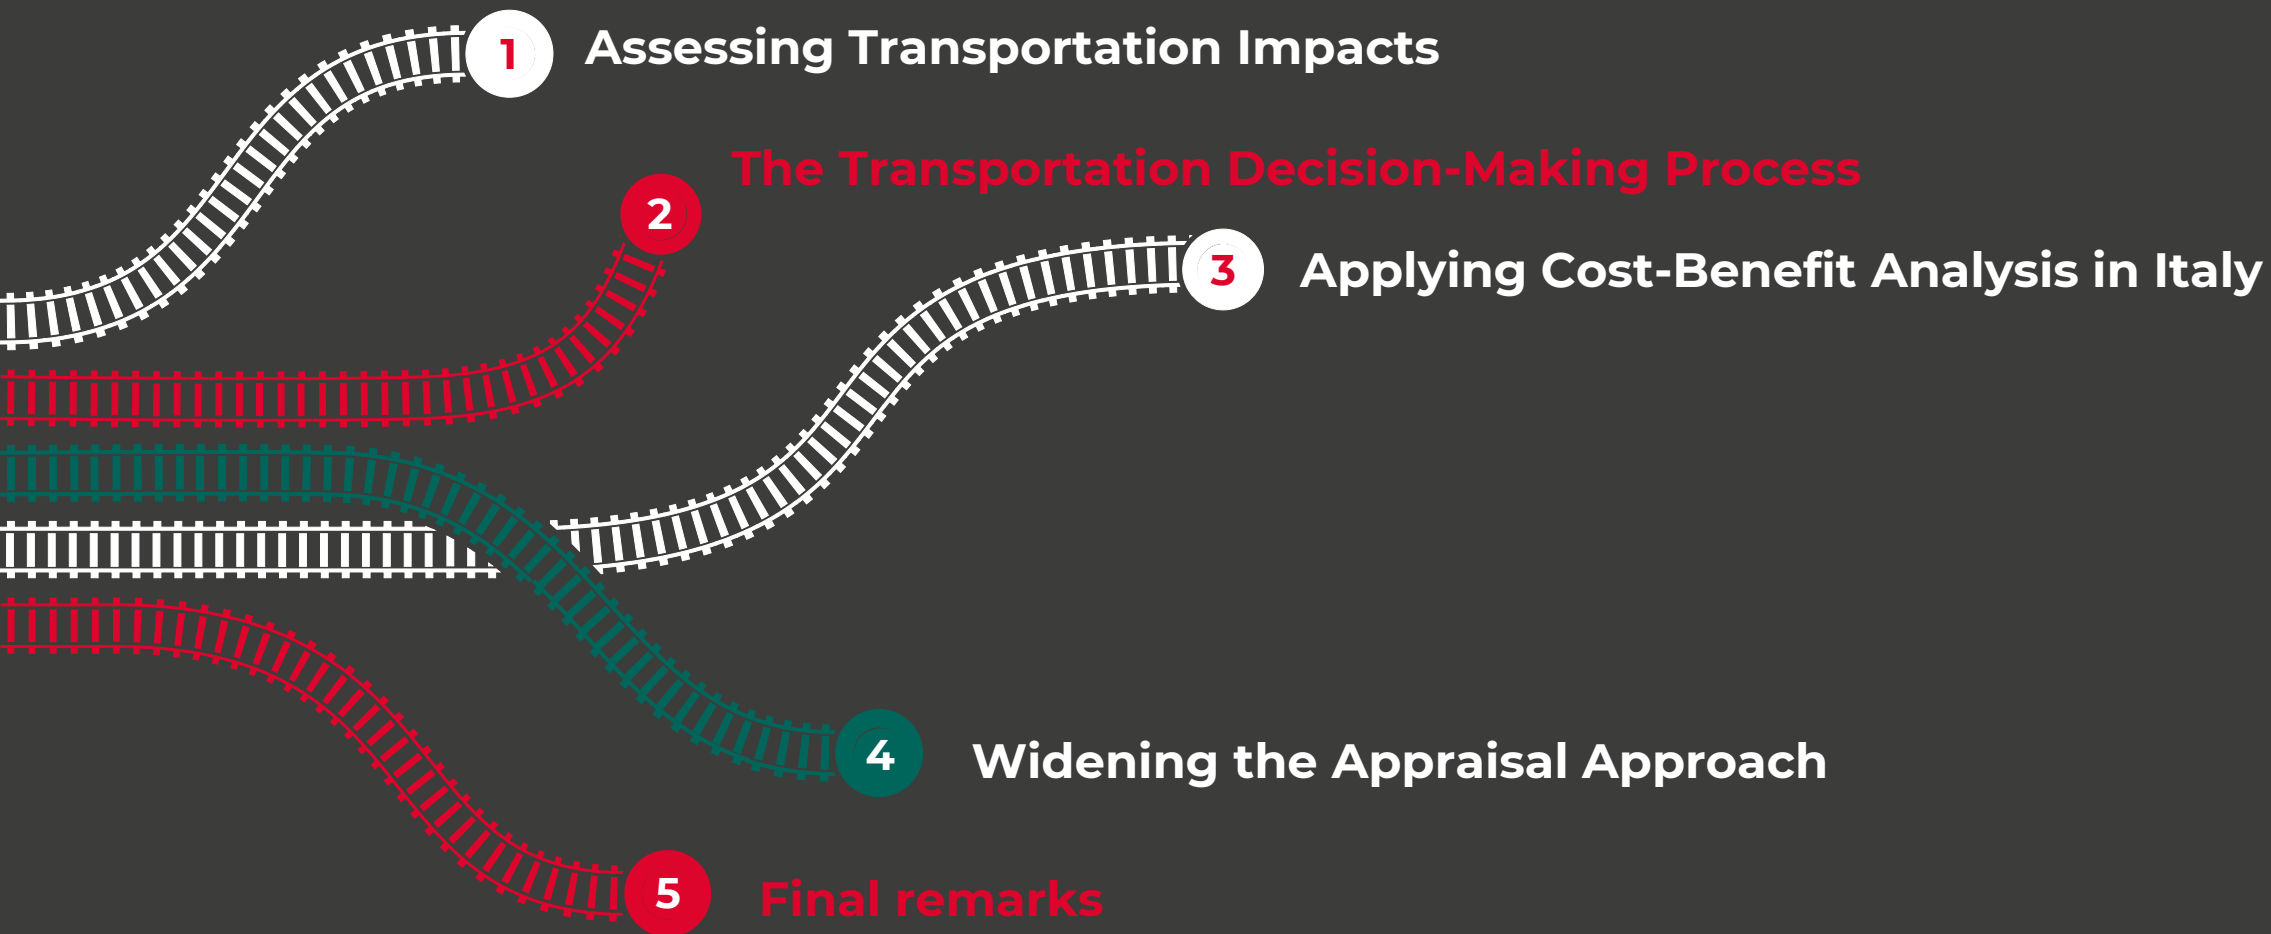 1 Assessing Transportation Impacts
2 The Transportation Decision-Making Process
3 Applying Cost-Benefit Analysis in Italy
4 Widening the Appraisal Approach
5 Final remarks